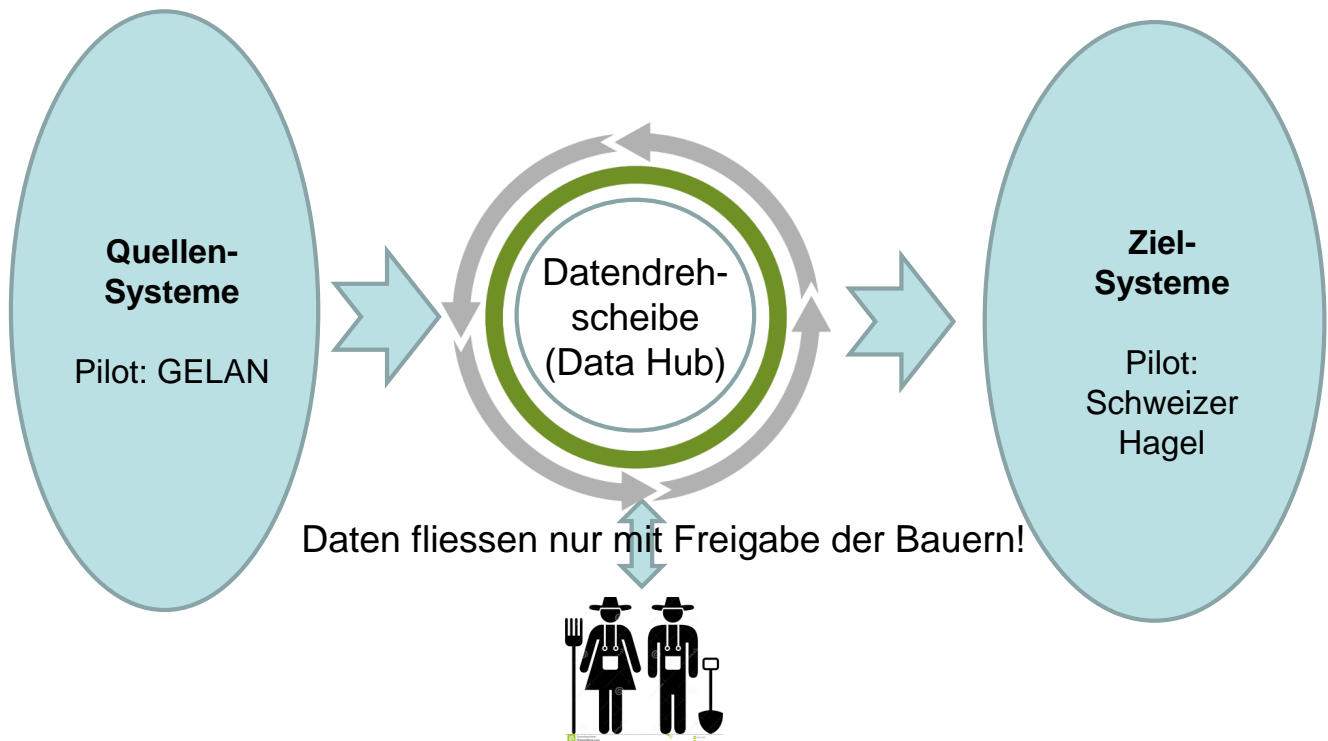 Quellen-
Systeme
Pilot: GELAN
Datendreh-
scheibe
(Data Hub)
Ziel-
Systeme
Pilot:
Schweizer
Hagel
Daten fliessen nur mit Freigabe der Bauern!